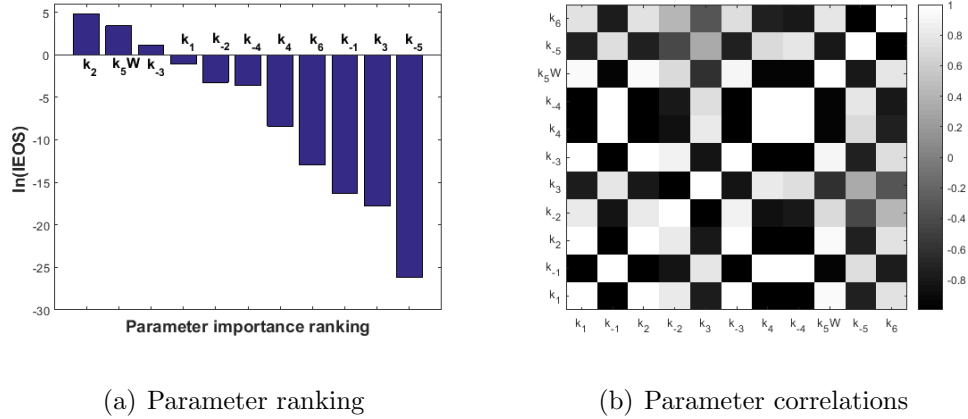 5
0
-5
-10
-15
-20
-25
-30
ln(IEOS)
k2 k5W k-3 k1 k-2 k-4 k4 k6 k-1 k3 k-5
Parameter importance ranking
(a) Parameter ranking
k6
k-5
k5W
k-4
k4
k-3
k3
k-2
k2
k-1
k1
k1 k-1 k2 k-2 k3 k-3 k4 k-4 k5W k-5 k6
1
0.8
0.6
0.4
0.2
0
-0.2
-0.4
-0.6
-0.8
(b) Parameter correlations